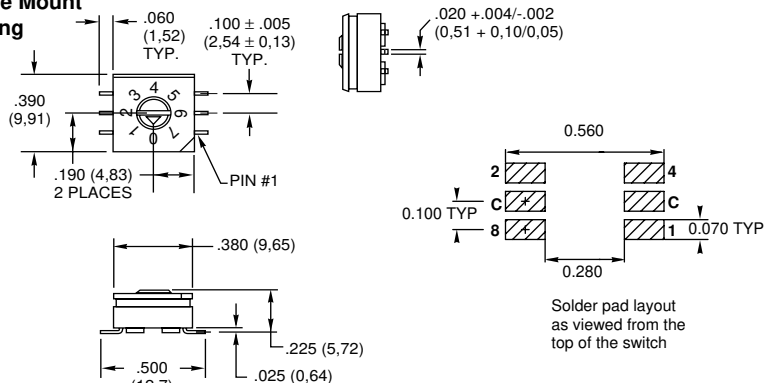 e Mount
ng
.060
(1,52)
TYP.
.100 ± .005
(2,54 ± 0,13)
TYP.
.020 +.004/-.002
(0,51 + 0,10/0,05)
.390
(9,91)
0 1 2 3 4 5 6 7
.190 (4,83)
2 PLACES
PIN #1
0.560
2
4
C
C
0.100 TYP
8
1
0.070 TYP
0.280
.380 (9,65)
.225 (5,72)
.025 (0,64)
.500
Solder pad layout
as viewed from the
top of the switch